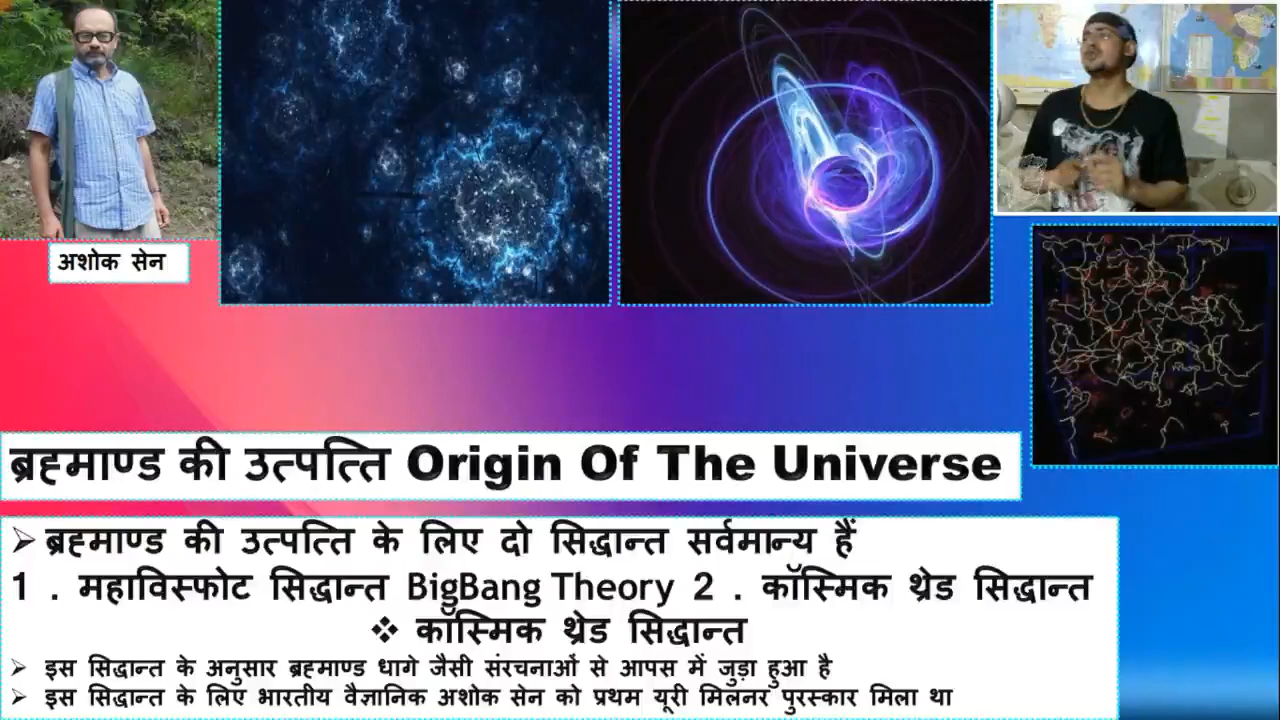 अशोक सेन
ब्रह्माण्ड की उत्पत्ति Origin Of The Universe
➢ ब्रह्माण्ड की उत्पत्ति के लिए दो सिद्धान्त सर्वमान्य हैं
1 . महाविस्फोट सिद्धान्त BigBang Theory 2 . कॉस्मिक थ्रेड सिद्धान्त
❖ कॉस्मिक थ्रेड सिद्धान्त
➢ इस सिद्धान्त के अनुसार ब्रह्माण्ड धागे जैसी संरचनाओं से आपस में जुड़ा हुआ है
➢ इस सिद्धान्त के लिए भारतीय वैज्ञानिक अशोक सेन को प्रथम यूरी मिलनर पुरस्कार मिला था